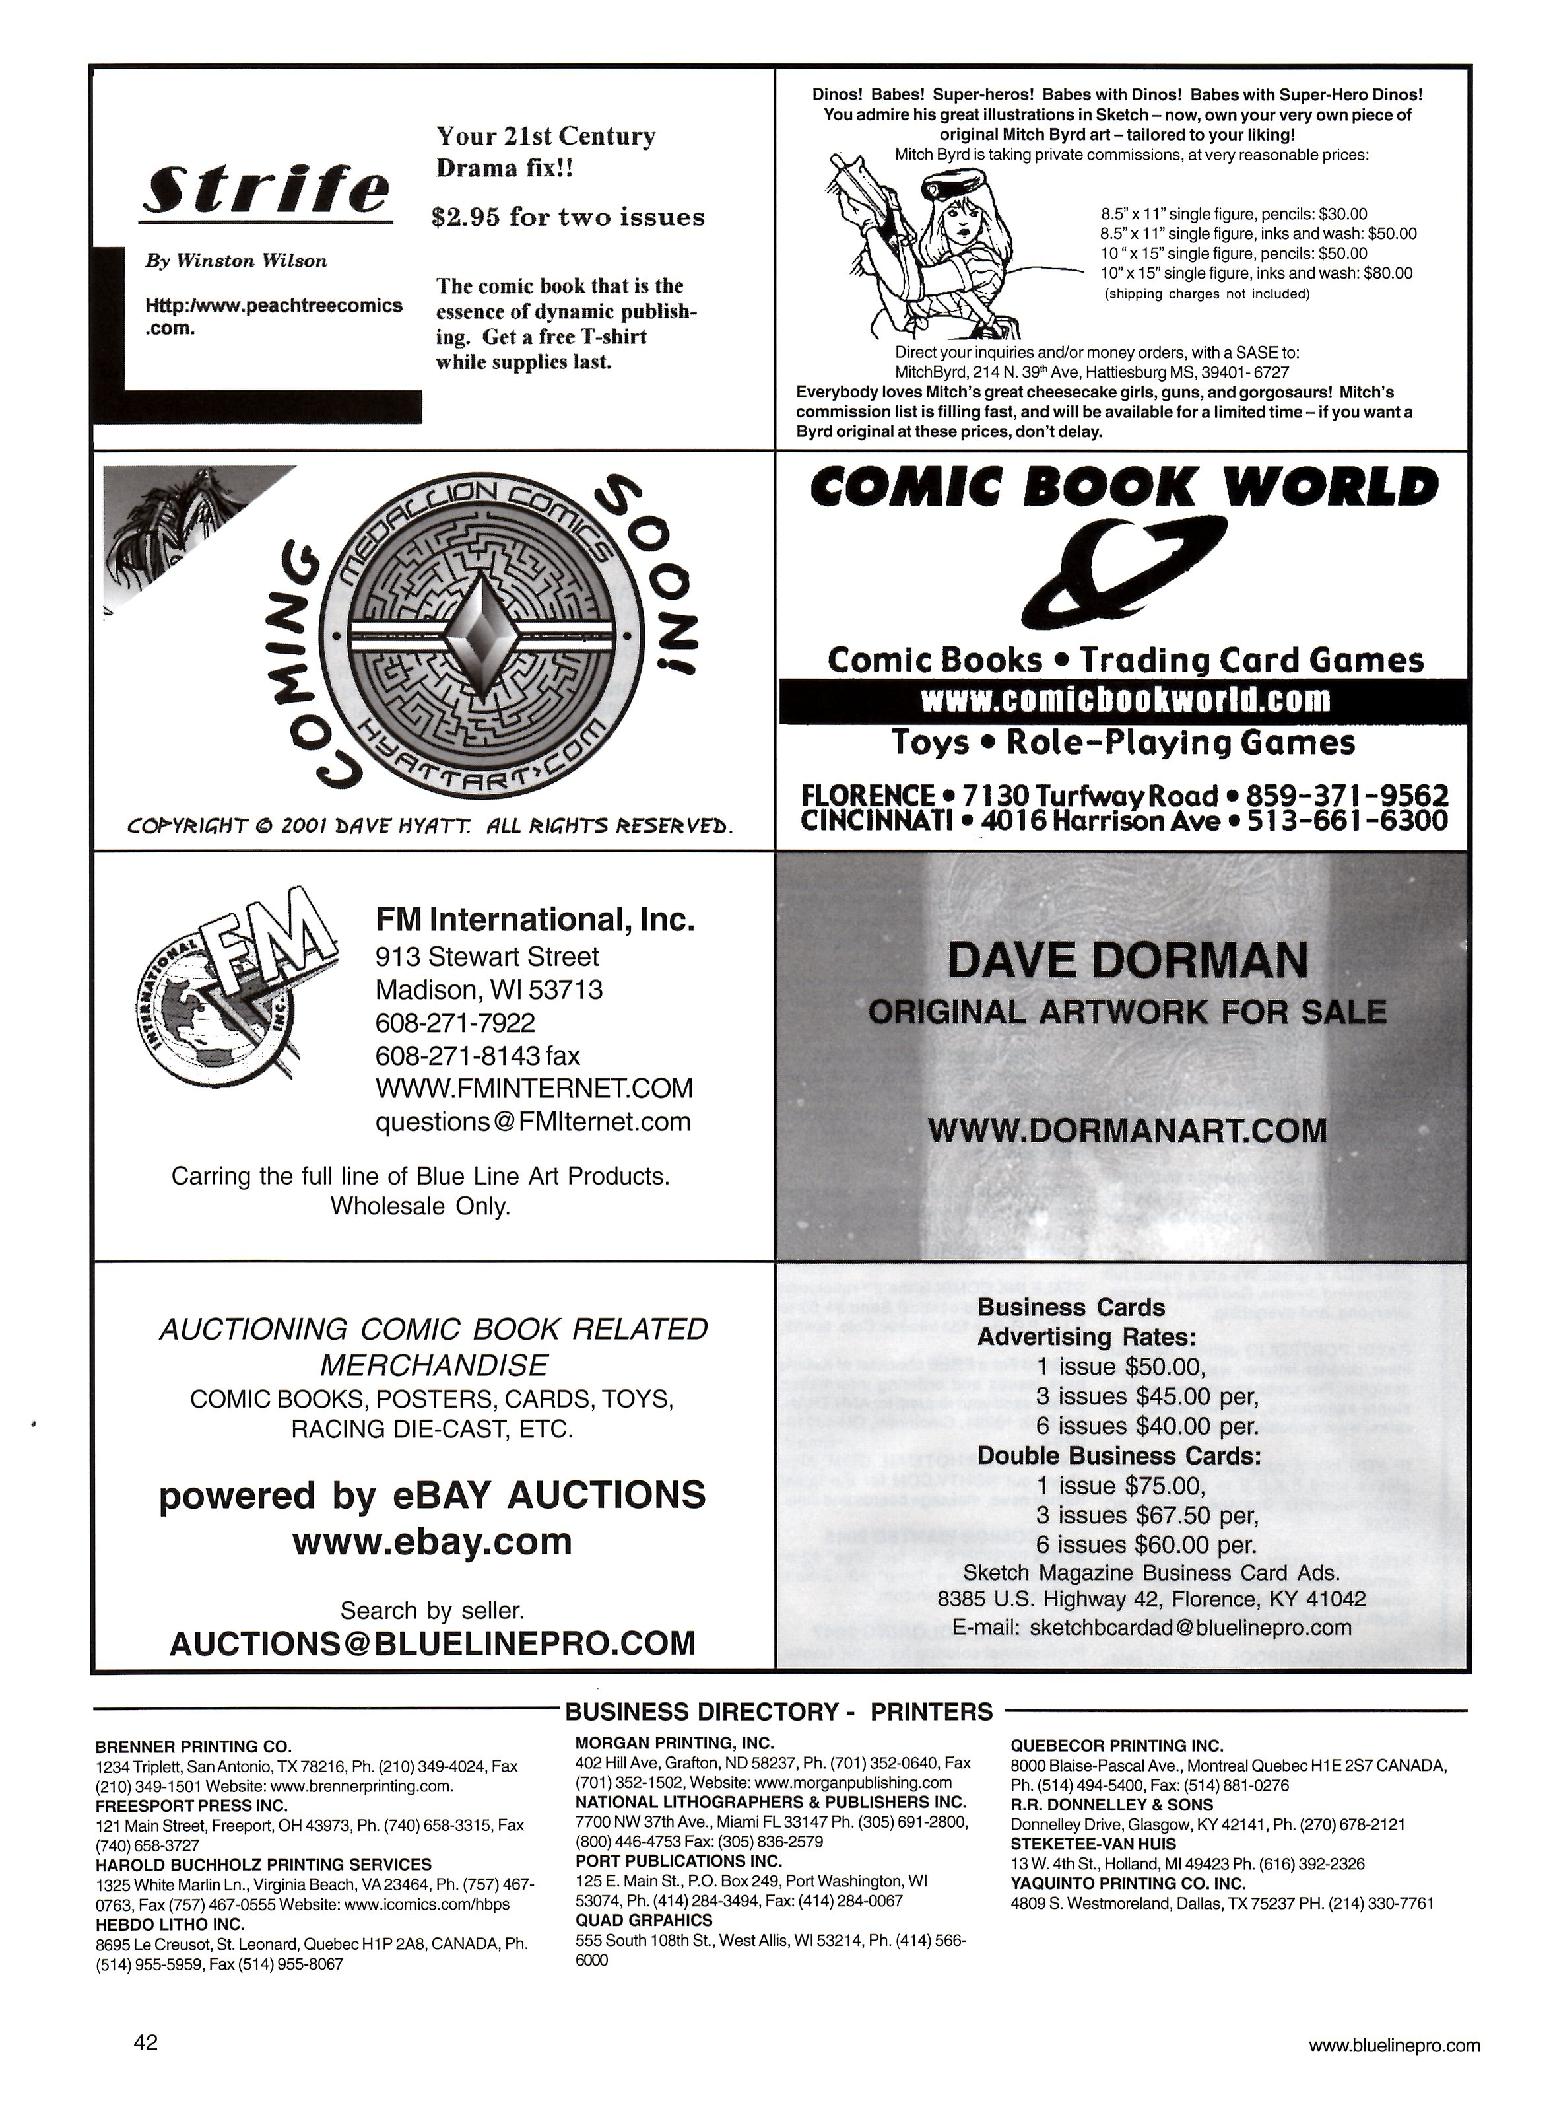 Strife
By Winston Wilson
Http:/www.peachtreecomics
.com.
Your 21st Century
Drama fix!!
$2.95 for two issues
The comic book that is the
essence of dynamic publish-
ing. Get a free T-shirt
while supplies last.
Dinos! Babes! Super-heros! Babes with Dinos! Babes with Super-Hero Dinos!
You admire his great illustrations in Sketch – now, own your very own piece of
original Mitch Byrd art – tailored to your liking!
Mitch Byrd is taking private commissions, at very reasonable prices:
8.5" x 11" single figure, pencils: $30.00
8.5" x 11" single figure, inks and wash: $50.00
10 " x 15" single figure, pencils: $50.00
10" x 15" single figure, inks and wash: $80.00
(shipping charges not included)
Direct your inquiries and/or money orders, with a SASE to:
MitchByrd, 214 N. 39th Ave, Hattiesburg MS, 39401- 6727
Everybody loves Mitch's great cheesecake girls, guns, and gorgosaurs! Mitch's
commission list is filling fast, and will be available for a limited time – if you want a
Byrd original at these prices, don't delay.
COMING SOON!
MEDACCION COMICS
HYATTART>COM
COPYRIGHT © 2001 DAVE HYATT. ALL RIGHTS RESERVED.
COMIC BOOK WORLD
Comic Books • Trading Card Games
www.comicbookworld.com
Toys • Role-Playing Games
FLORENCE • 7130 Turfway Road • 859-371-9562
CINCINNATI • 4016 Harrison Ave • 513-661-6300
INTERNATIONAL FM INC.
FM International, Inc.
913 Stewart Street
Madison, WI 53713
608-271-7922
608-271-8143 fax
WWW.FMINTERNET.COM
questions@FMIternet.com
Carring the full line of Blue Line Art Products.
Wholesale Only.
DAVE DORMAN
ORIGINAL ARTWORK FOR SALE
WWW.DORMANART.COM
AUCTIONING COMIC BOOK RELATED
MERCHANDISE
COMIC BOOKS, POSTERS, CARDS, TOYS,
RACING DIE-CAST, ETC.
powered by eBAY AUCTIONS
www.ebay.com
Search by seller.
AUCTIONS@BLUELINEPRO.COM
Business Cards
Advertising Rates:
1 issue $50.00,
3 issues $45.00 per,
6 issues $40.00 per.
Double Business Cards:
1 issue $75.00,
3 issues $67.50 per,
6 issues $60.00 per.
Sketch Magazine Business Card Ads.
8385 U.S. Highway 42, Florence, KY 41042
E-mail: sketchbcardad@bluelinepro.com
BUSINESS DIRECTORY - PRINTERS
BRENNER PRINTING CO.
1234 Triplett, San Antonio, TX 78216, Ph. (210) 349-4024, Fax
(210) 349-1501 Website: www.brennerprinting.com.
FREESPORT PRESS INC.
121 Main Street, Freeport, OH 43973, Ph. (740) 658-3315, Fax
(740) 658-3727
HAROLD BUCHHOLZ PRINTING SERVICES
1325 White Marlin Ln., Virginia Beach, VA 23464, Ph. (757) 467-
0763, Fax (757) 467-0555 Website: www.icomics.com/hbps
HEBDO LITHO INC.
8695 Le Creusot, St. Leonard, Quebec H1P 2A8, CANADA, Ph.
(514) 955-5959, Fax (514) 955-8067
MORGAN PRINTING, INC.
402 Hill Ave, Grafton, ND 58237, Ph. (701) 352-0640, Fax
(701) 352-1502, Website: www.morganpublishing.com
NATIONAL LITHOGRAPHERS & PUBLISHERS INC.
7700 NW 37th Ave., Miami FL 33147 Ph. (305) 691-2800,
(800) 446-4753 Fax: (305) 836-2579
PORT PUBLICATIONS INC.
125 E. Main St., P.O. Box 249, Port Washington, WI
53074, Ph. (414) 284-3494, Fax: (414) 284-0067
QUAD GRPAHICS
555 South 108th St., West Allis, WI 53214, Ph. (414) 566-
6000
QUEBECOR PRINTING INC.
8000 Blaise-Pascal Ave., Montreal Quebec H1E 2S7 CANADA,
Ph. (514) 494-5400, Fax: (514) 881-0276
R.R. DONNELLEY & SONS
Donnelley Drive, Glasgow, KY 42141, Ph. (270) 678-2121
STEKETEE-VAN HUIS
13 W. 4th St., Holland, MI 49423 Ph. (616) 392-2326
YAQUINTO PRINTING CO. INC.
4809 S. Westmoreland, Dallas, TX 75237 PH. (214) 330-7761
42
www.bluelinepro.com